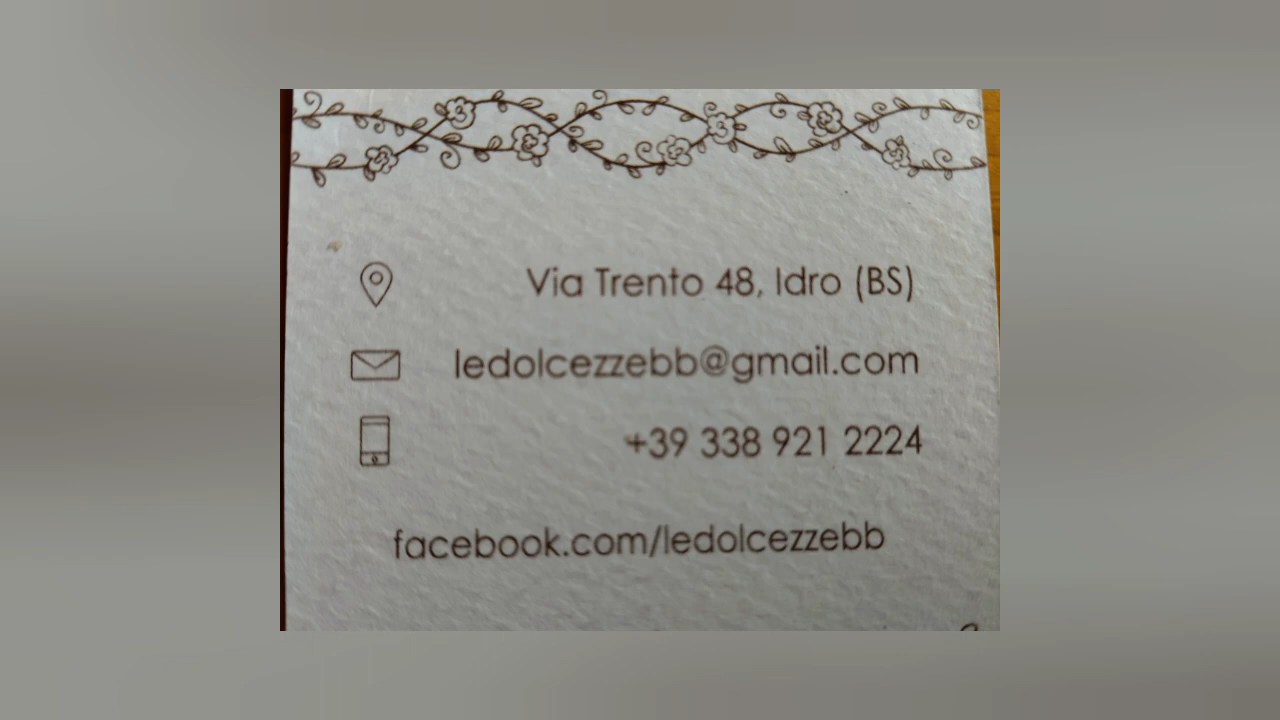 Via Trento 48, Idro (BS)
ledolcezzebb@gmail.com
+39 338 921 2224
facebook.com/ledolcezzebb